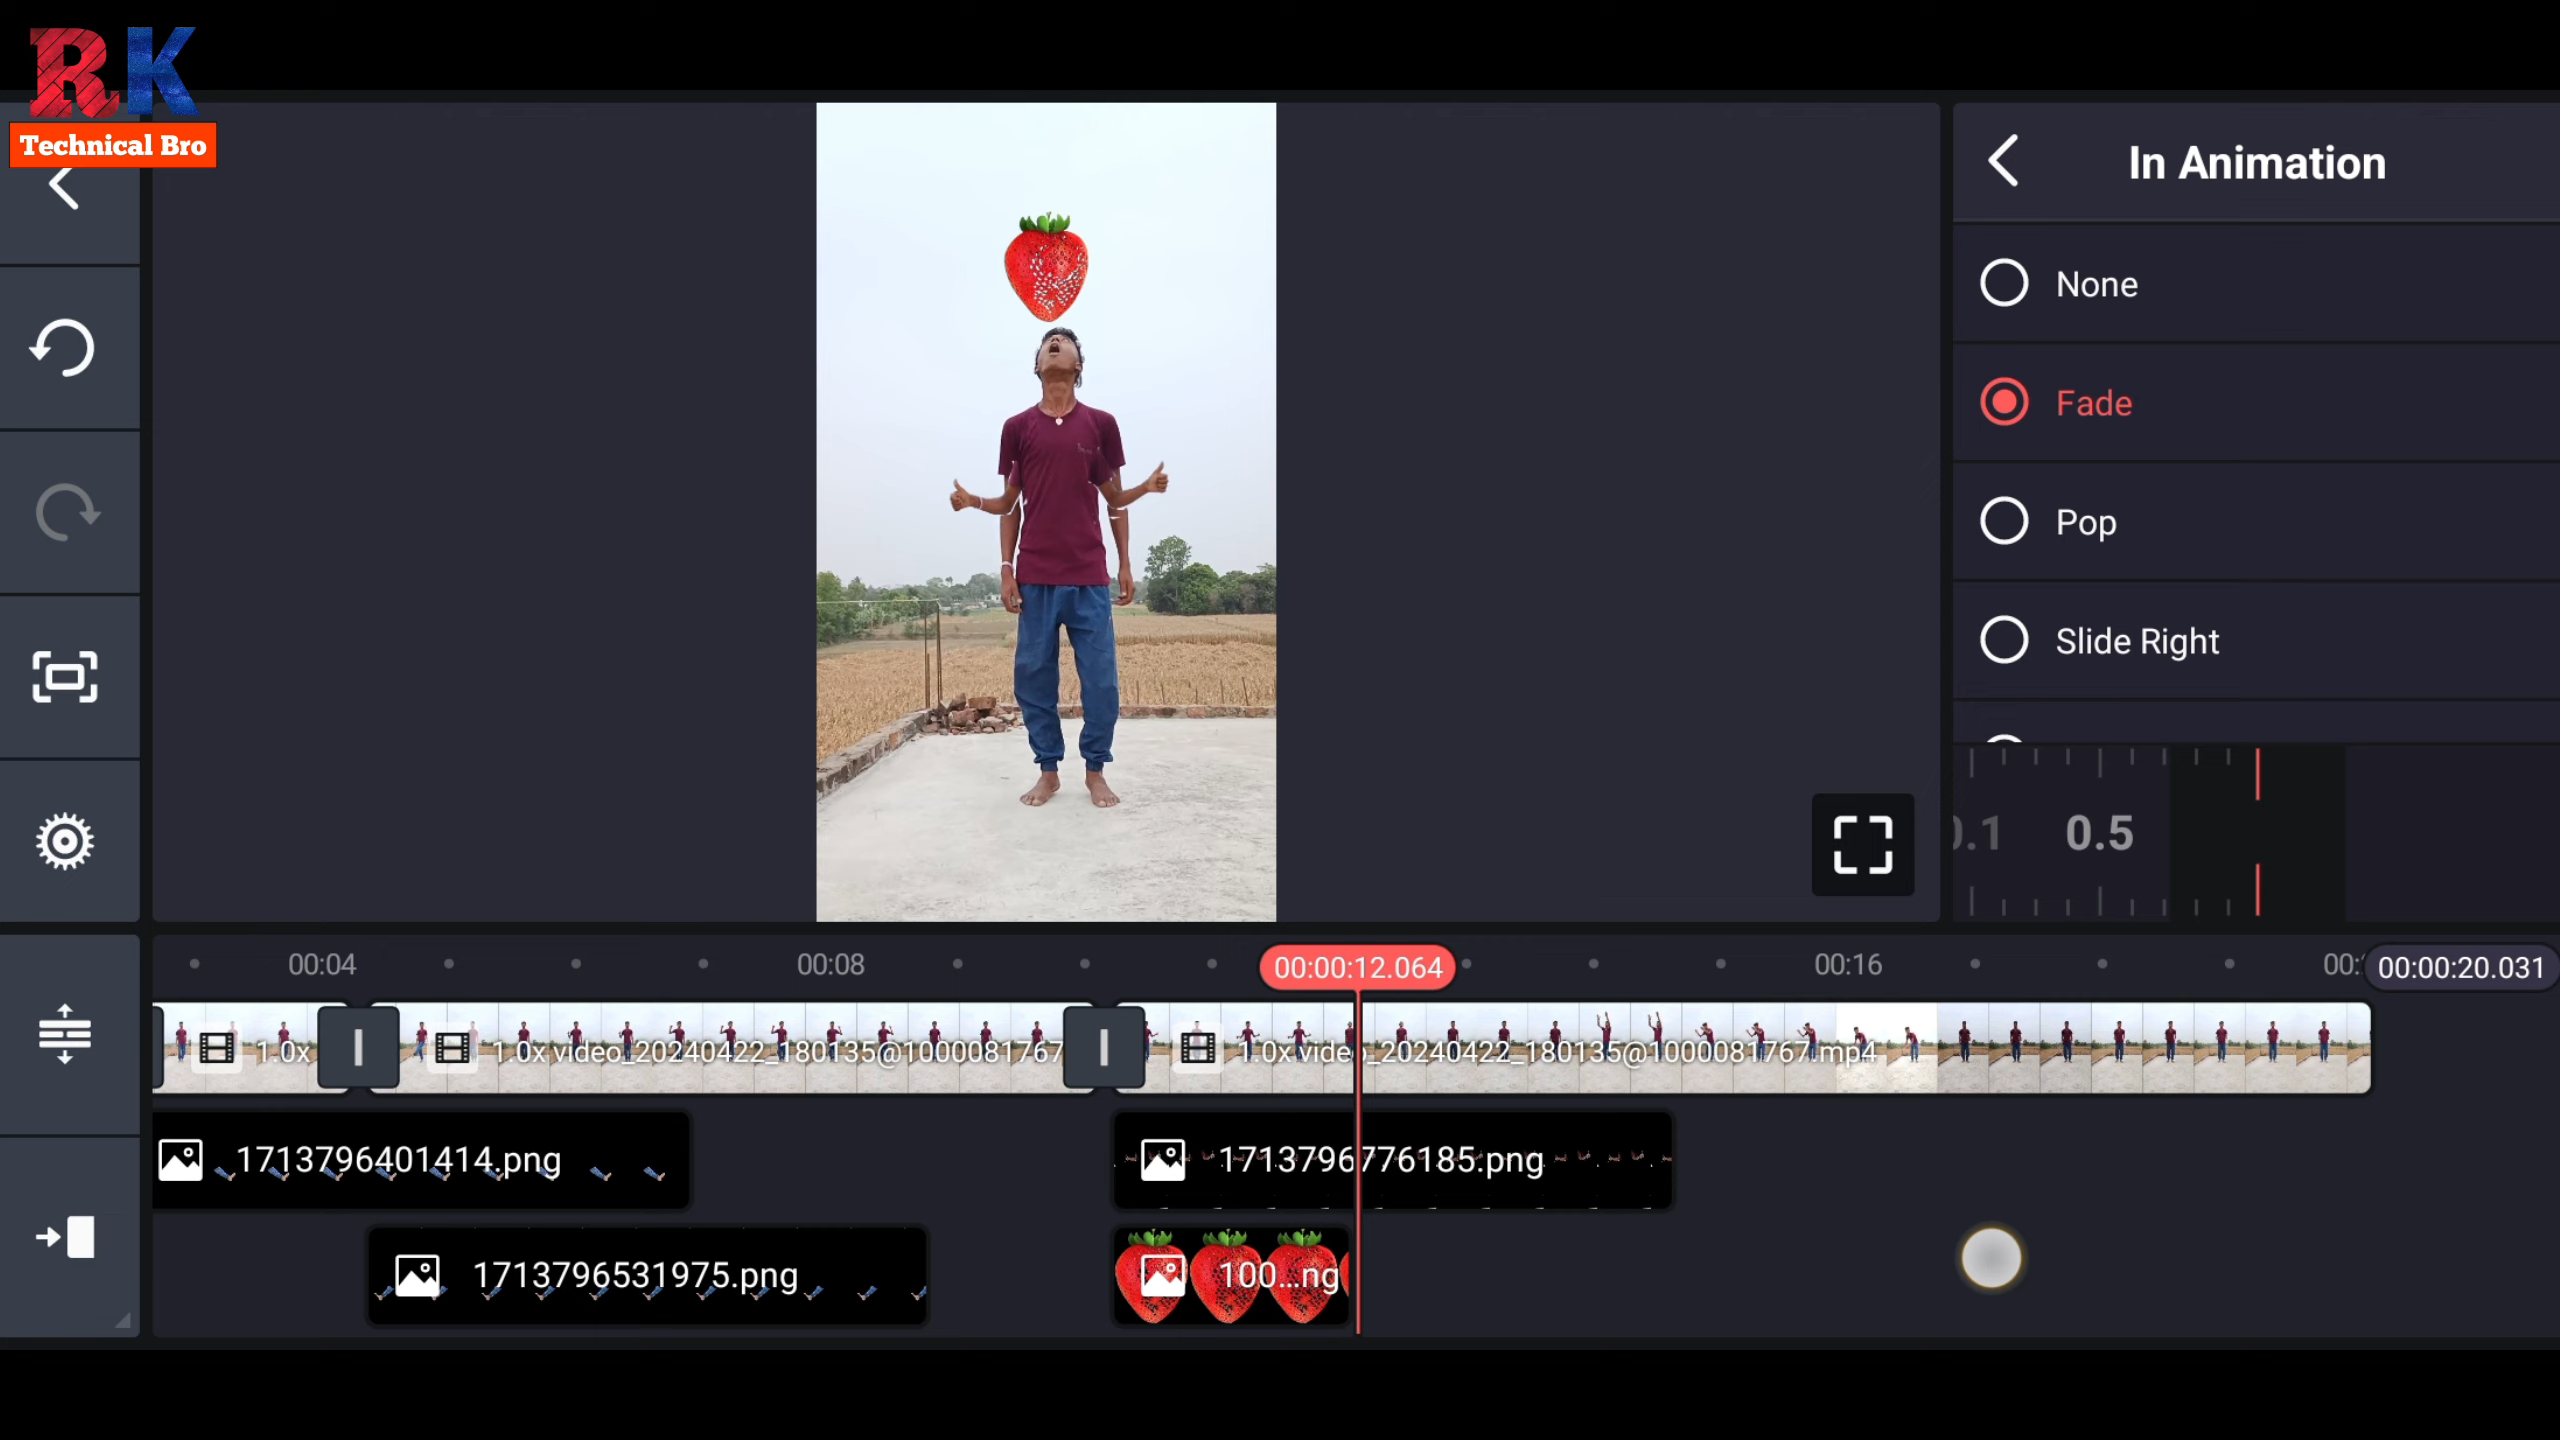 RK
Technical Bro
In Animation
None
Fade
Pop
Slide Right
0.5
00:04
00:08
00:00:12.064
00:16
00:00:20.031
1.0x
1.0x video_20240422_180135@1000081767
1.0x video_20240422_180135@1000081767.mp4
1713796401414.png
1713796776185.png
1713796531975.png
100...ng